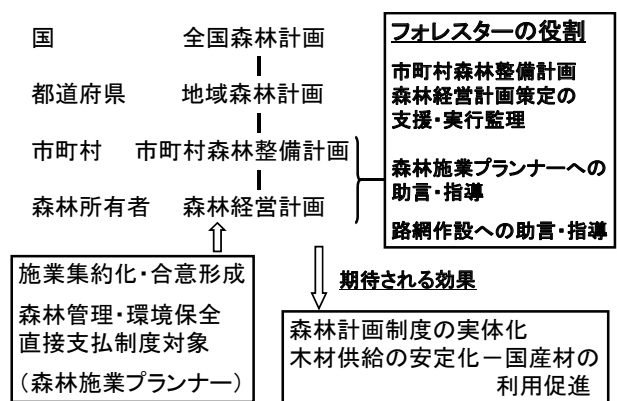 国 全国森林計画
都道府県 地域森林計画
市町村 市町村森林整備計画
森林所有者 森林経営計画
フォレスターの役割
市町村森林整備計画
森林経営計画策定の
支援・実行監理
森林施業プランナーへの
助言・指導
路網作設への助言・指導
施業集約化・合意形成
森林管理・環境保全
直接支払制度対象
（森林施業プランナー）
期待される効果
森林計画制度の実体化
木材供給の安定化－国産材の
利用促進